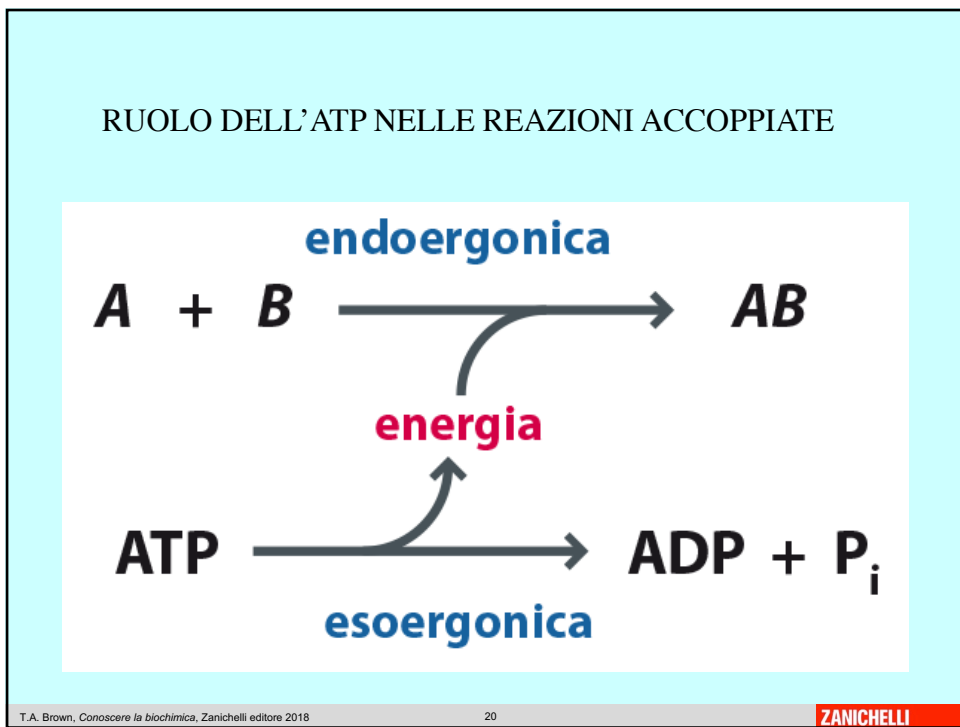 RUOLO DELL’ATP NELLE REAZIONI ACCOPPIATE
endoergonica
A + B AB
energia
ATP ADP + Pi
esoergonica
T.A. Brown, Conoscere la biochimica, Zanichelli editore 2018 20 ZANICHELLI